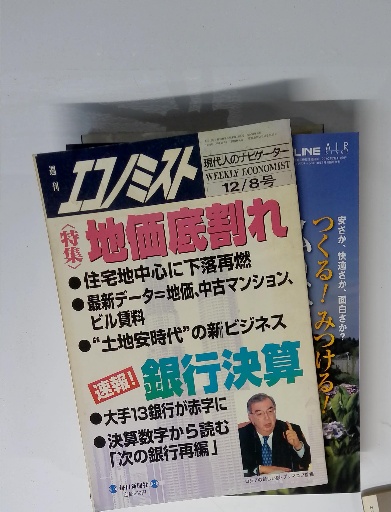 週刊
エコノミスト
現代人のナビゲーター
WEEKLY ECONOMIST
12/8号
〈特集〉
地価底割れ
●住宅地中心に下落再燃
●最新データ=地価、中古マンション、
ビル賃料
●“土地安時代”の新ビジネス
速報!
銀行決算
●大手13銀行が赤字に
●決算数字から読む
「次の銀行再編」
毎日新聞社
LINE
AIR
安さか、快適さか、面白さか?
つくる!みつける!